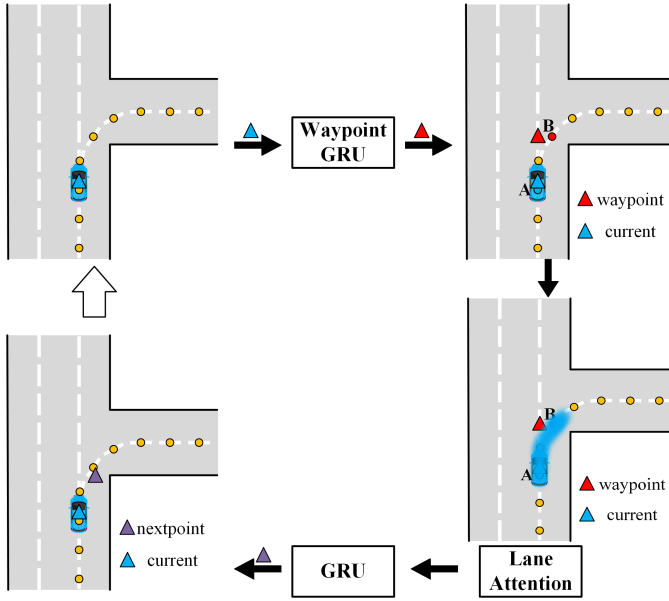 Waypoint
GRU
B
A
waypoint
current
B
A
waypoint
current
nextpoint
current
GRU
Lane
Attention